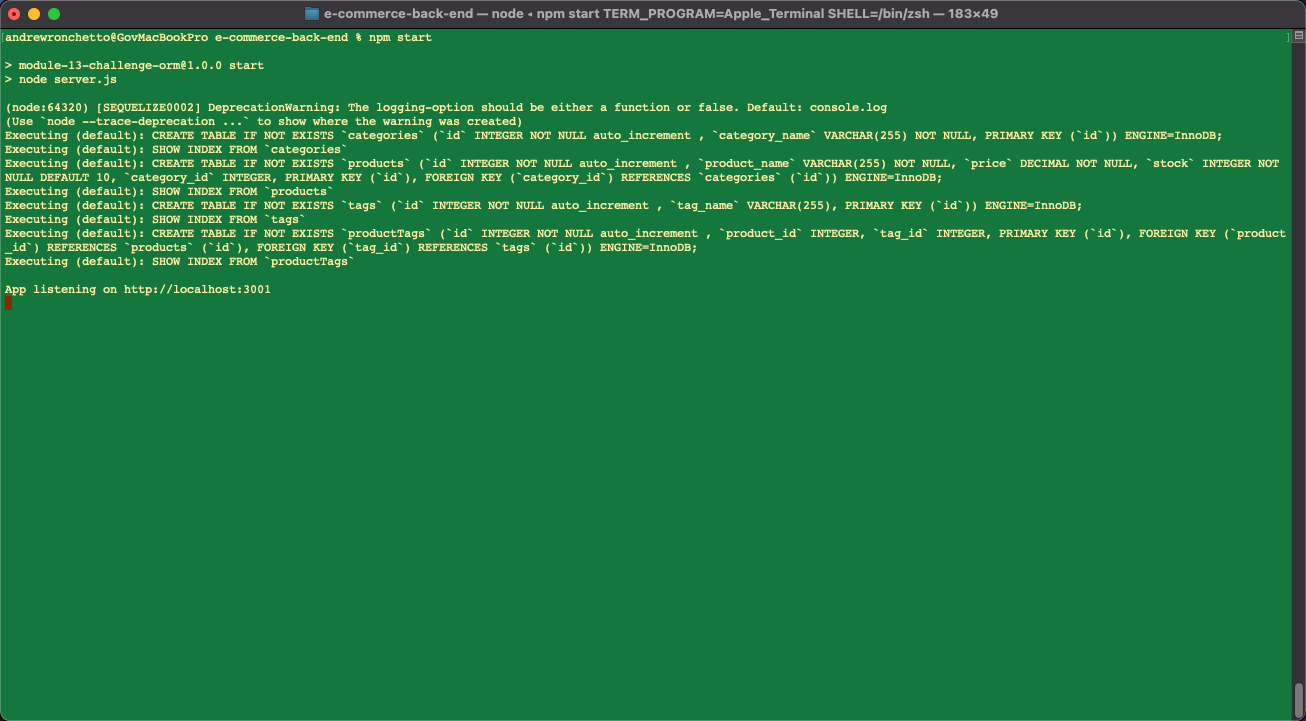 e-commerce-back-end — node ◂ npm start TERM_PROGRAM=Apple_Terminal SHELL=/bin/zsh — 183×49
[andrewronchetto@GovMacBookPro e-commerce-back-end % npm start ]
> module-13-challenge-orm@1.0.0 start
> node server.js
(node:64320) [SEQUELIZE0002] DeprecationWarning: The logging-option should be either a function or false. Default: console.log
(Use `node --trace-deprecation ...` to show where the warning was created)
Executing (default): CREATE TABLE IF NOT EXISTS `categories` (`id` INTEGER NOT NULL auto_increment , `category_name` VARCHAR(255) NOT NULL, PRIMARY KEY (`id`)) ENGINE=InnoDB;
Executing (default): SHOW INDEX FROM `categories`
Executing (default): CREATE TABLE IF NOT EXISTS `products` (`id` INTEGER NOT NULL auto_increment , `product_name` VARCHAR(255) NOT NULL, `price` DECIMAL NOT NULL, `stock` INTEGER NOT
NULL DEFAULT 10, `category_id` INTEGER, PRIMARY KEY (`id`), FOREIGN KEY (`category_id`) REFERENCES `categories` (`id`)) ENGINE=InnoDB;
Executing (default): SHOW INDEX FROM `products`
Executing (default): CREATE TABLE IF NOT EXISTS `tags` (`id` INTEGER NOT NULL auto_increment , `tag_name` VARCHAR(255), PRIMARY KEY (`id`)) ENGINE=InnoDB;
Executing (default): SHOW INDEX FROM `tags`
Executing (default): CREATE TABLE IF NOT EXISTS `productTags` (`id` INTEGER NOT NULL auto_increment , `product_id` INTEGER, `tag_id` INTEGER, PRIMARY KEY (`id`), FOREIGN KEY (`product
_id`) REFERENCES `products` (`id`), FOREIGN KEY (`tag_id`) REFERENCES `tags` (`id`)) ENGINE=InnoDB;
Executing (default): SHOW INDEX FROM `productTags`
App listening on http://localhost:3001